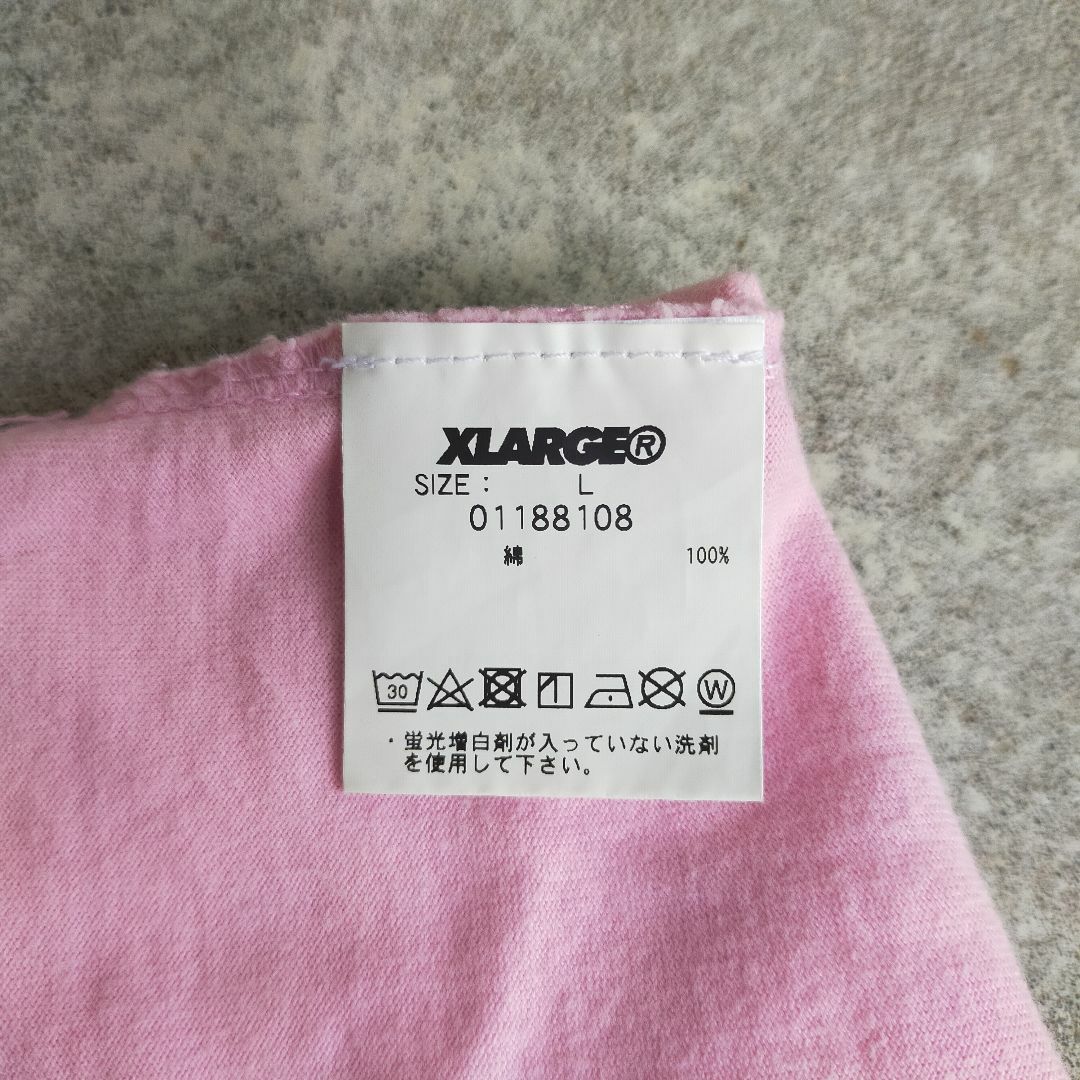 XLARGE®
SIZE : L
01188108
綿 100%
30 W
・蛍光増白剤が入っていない洗剤
を使用して下さい。